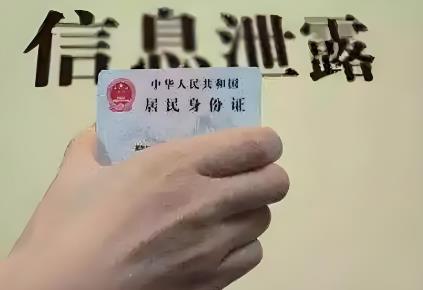 信息泄露
中华人民共和国
居民身份证